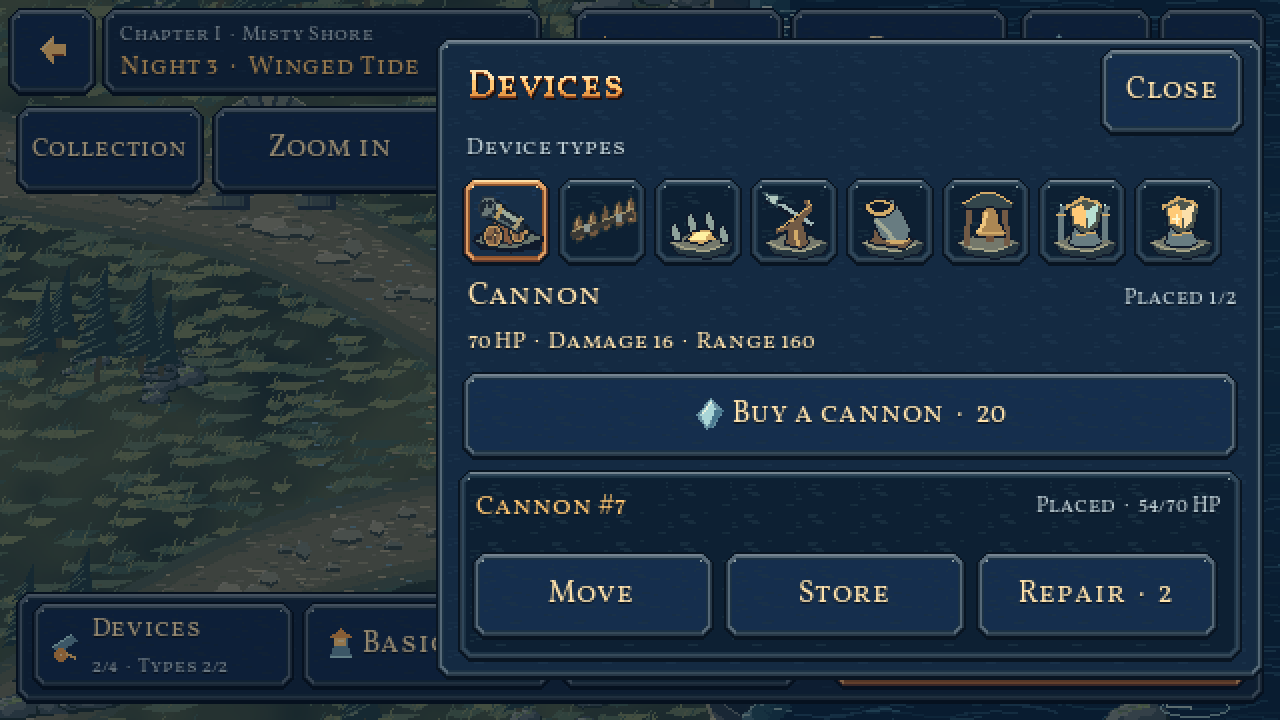 Chapter I · Misty Shore
Night 3 · Winged Tide
Collection
Zoom in
Devices
Close
Device types
Cannon
Placed 1/2
70 HP · Damage 16 · Range 160
Buy a cannon · 20
Cannon #7
Placed · 54/70 HP
Move
Store
Repair · 2
Devices
2/4 · Types 2/2